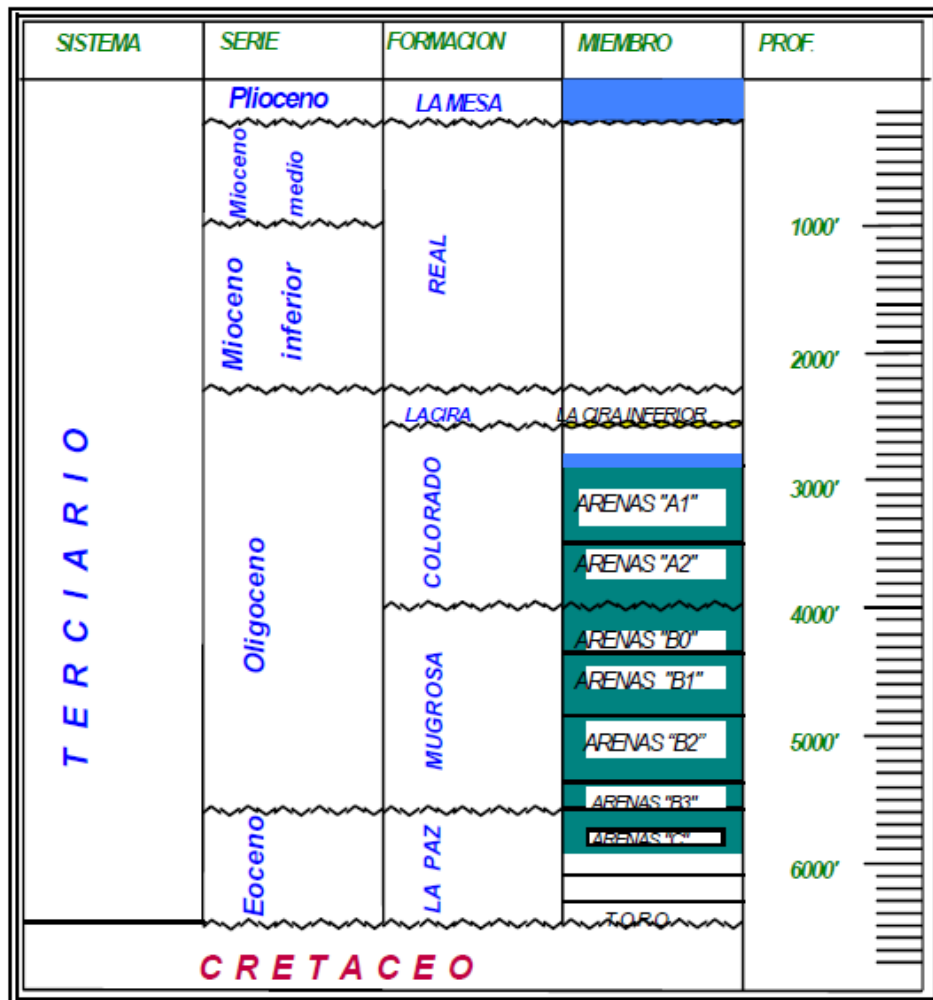 SISTEMA SERIE FORMACION MIEMBRO PROF.
Plioceno LA MESA
Mioceno medio
1000'
Mioceno inferior
REAL
2000'
LA CIRA LA CIRA INFERIOR
TERCIARIO
Oligoceno
COLORADO
3000'
ARENAS "A1"
ARENAS "A2"
4000'
MUGROSA
ARENAS "B0"
ARENAS "B1"
ARENAS "B2"
5000'
ARENAS "B3"
Eoceno
LA PAZ
ARENAS "C"
6000'
TORO
CRETACEO